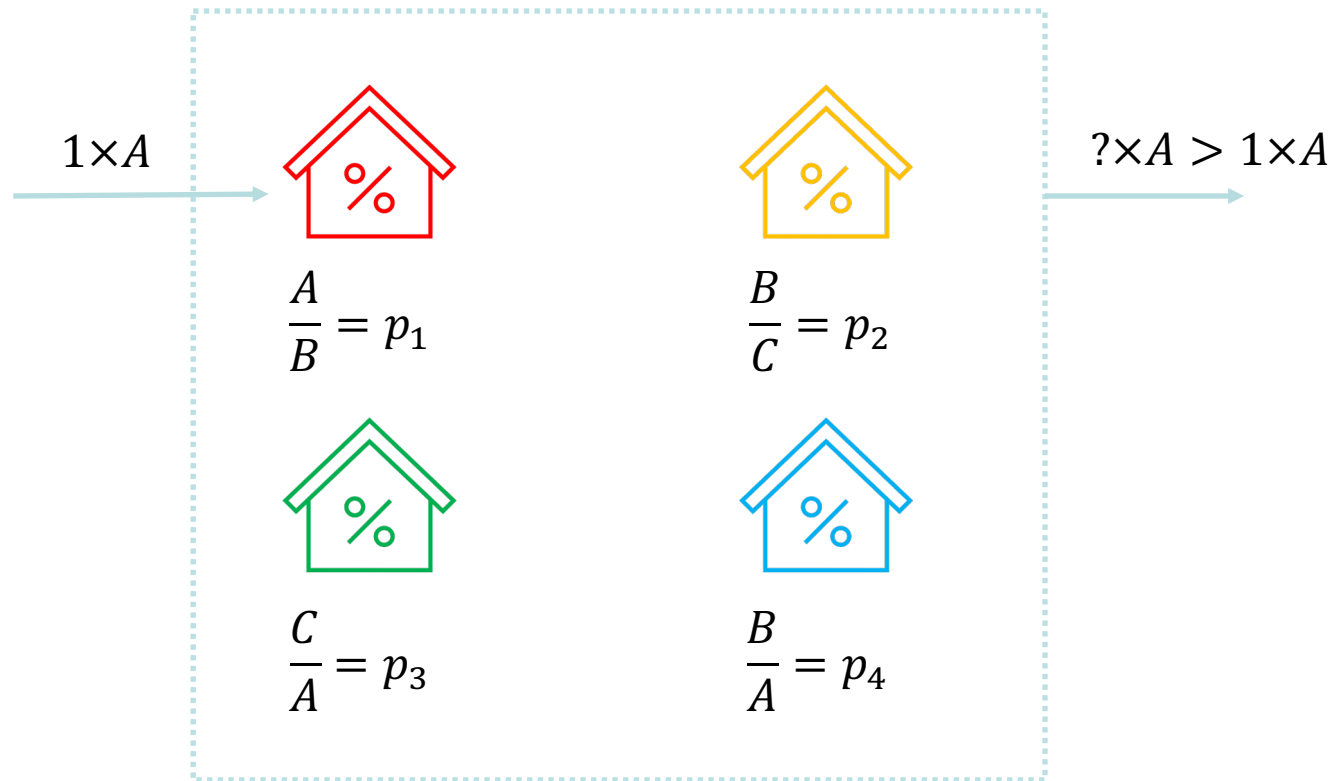 1×A
?×A > 1×A
A/B = p₁
B/C = p₂
C/A = p₃
B/A = p₄